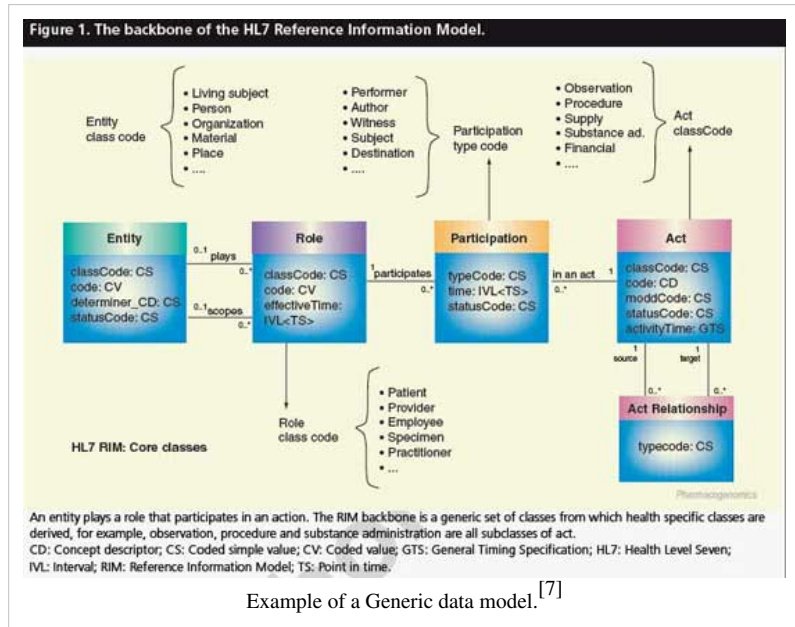 Figure 1. The backbone of the HL7 Reference Information Model.
Entity
class code
• Living subject
• Person
• Organization
• Material
• Place
• ....
• Performer
• Author
• Witness
• Subject
• Destination
• ....
Participation
type code
• Observation
• Procedure
• Supply
• Substance ad.
• Financial
• ....
Act
classCode
Entity
classCode: CS
code: CV
determiner_CD: CS
statusCode: CS
0..1 plays
0..*
0..1 scopes
0..*
Role
classCode: CS
code: CV
effectiveTime:
IVL<TS>
1 participates
0..*
Participation
typeCode: CS
time: IVL<TS>
statusCode: CS
in an act 1
0..*
Act
classCode: CS
code: CD
moddCode: CS
statusCode: CS
activityTime: GTS
1
source
1
target
0..*
0..*
Act Relationship
typecode: CS
Role
class code
• Patient
• Provider
• Employee
• Specimen
• Practitioner
• ...
HL7 RIM: Core classes
Pharmacogenomics
An entity plays a role that participates in an action. The RIM backbone is a generic set of classes from which health specific classes are
derived, for example, observation, procedure and substance administration are all subclasses of act.
CD: Concept descriptor; CS: Coded simple value; CV: Coded value; GTS: General Timing Specification; HL7: Health Level Seven;
IVL: Interval; RIM: Reference Information Model; TS: Point in time.
Example of a Generic data model.[7]